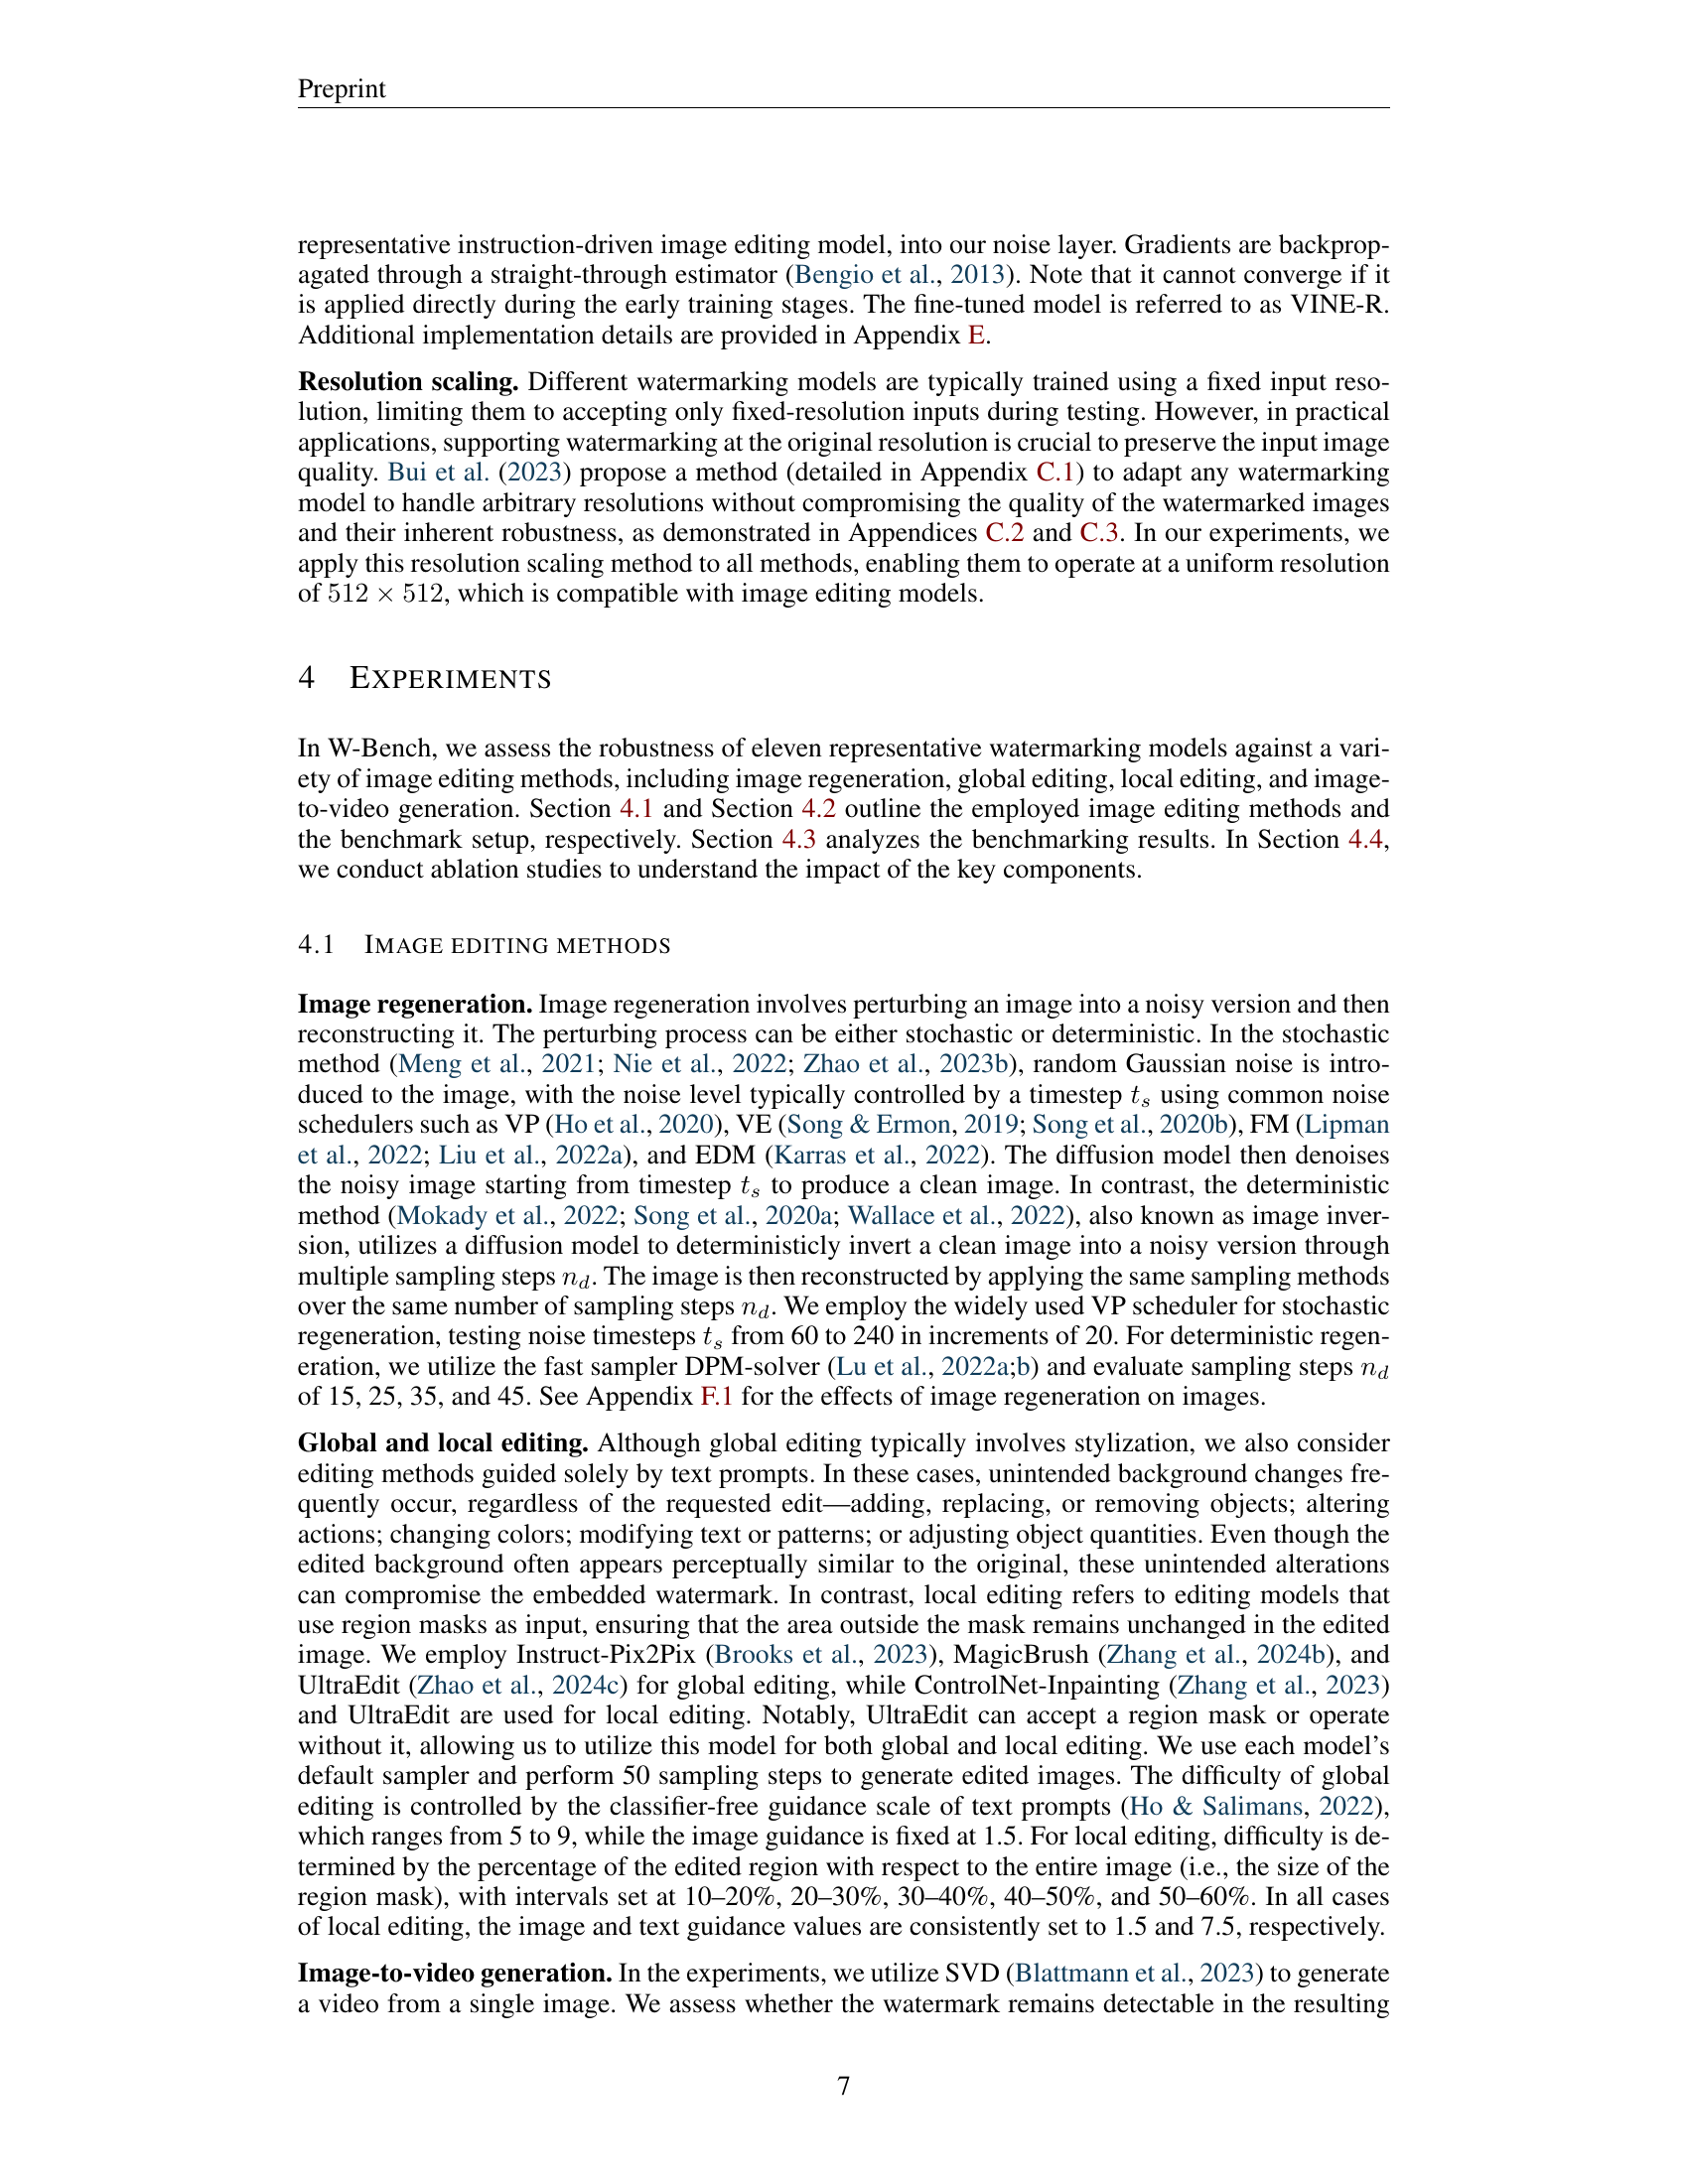 Preprint
representative instruction-driven image editing model, into our noise layer. Gradients are backprop-
agated through a straight-through estimator (Bengio et al., 2013). Note that it cannot converge if it
is applied directly during the early training stages. The fine-tuned model is referred to as VINE-R.
Additional implementation details are provided in Appendix E.
Resolution scaling. Different watermarking models are typically trained using a fixed input reso-
lution, limiting them to accepting only fixed-resolution inputs during testing. However, in practical
applications, supporting watermarking at the original resolution is crucial to preserve the input image
quality. Bui et al. (2023) propose a method (detailed in Appendix C.1) to adapt any watermarking
model to handle arbitrary resolutions without compromising the quality of the watermarked images
and their inherent robustness, as demonstrated in Appendices C.2 and C.3. In our experiments, we
apply this resolution scaling method to all methods, enabling them to operate at a uniform resolution
of 512 × 512, which is compatible with image editing models.
4 EXPERIMENTS
In W-Bench, we assess the robustness of eleven representative watermarking models against a vari-
ety of image editing methods, including image regeneration, global editing, local editing, and image-
to-video generation. Section 4.1 and Section 4.2 outline the employed image editing methods and
the benchmark setup, respectively. Section 4.3 analyzes the benchmarking results. In Section 4.4,
we conduct ablation studies to understand the impact of the key components.
4.1 IMAGE EDITING METHODS
Image regeneration. Image regeneration involves perturbing an image into a noisy version and then
reconstructing it. The perturbing process can be either stochastic or deterministic. In the stochastic
method (Meng et al., 2021; Nie et al., 2022; Zhao et al., 2023b), random Gaussian noise is intro-
duced to the image, with the noise level typically controlled by a timestep tₛ using common noise
schedulers such as VP (Ho et al., 2020), VE (Song & Ermon, 2019; Song et al., 2020b), FM (Lipman
et al., 2022; Liu et al., 2022a), and EDM (Karras et al., 2022). The diffusion model then denoises
the noisy image starting from timestep tₛ to produce a clean image. In contrast, the deterministic
method (Mokady et al., 2022; Song et al., 2020a; Wallace et al., 2022), also known as image inver-
sion, utilizes a diffusion model to deterministicly invert a clean image into a noisy version through
multiple sampling steps n_d. The image is then reconstructed by applying the same sampling methods
over the same number of sampling steps n_d. We employ the widely used VP scheduler for stochastic
regeneration, testing noise timesteps tₛ from 60 to 240 in increments of 20. For deterministic regen-
eration, we utilize the fast sampler DPM-solver (Lu et al., 2022a;b) and evaluate sampling steps n_d
of 15, 25, 35, and 45. See Appendix F.1 for the effects of image regeneration on images.
Global and local editing. Although global editing typically involves stylization, we also consider
editing methods guided solely by text prompts. In these cases, unintended background changes fre-
quently occur, regardless of the requested edit—adding, replacing, or removing objects; altering
actions; changing colors; modifying text or patterns; or adjusting object quantities. Even though the
edited background often appears perceptually similar to the original, these unintended alterations
can compromise the embedded watermark. In contrast, local editing refers to editing models that
use region masks as input, ensuring that the area outside the mask remains unchanged in the edited
image. We employ Instruct-Pix2Pix (Brooks et al., 2023), MagicBrush (Zhang et al., 2024b), and
UltraEdit (Zhao et al., 2024c) for global editing, while ControlNet-Inpainting (Zhang et al., 2023)
and UltraEdit are used for local editing. Notably, UltraEdit can accept a region mask or operate
without it, allowing us to utilize this model for both global and local editing. We use each model's
default sampler and perform 50 sampling steps to generate edited images. The difficulty of global
editing is controlled by the classifier-free guidance scale of text prompts (Ho & Salimans, 2022),
which ranges from 5 to 9, while the image guidance is fixed at 1.5. For local editing, difficulty is de-
termined by the percentage of the edited region with respect to the entire image (i.e., the size of the
region mask), with intervals set at 10–20%, 20–30%, 30–40%, 40–50%, and 50–60%. In all cases
of local editing, the image and text guidance values are consistently set to 1.5 and 7.5, respectively.
Image-to-video generation. In the experiments, we utilize SVD (Blattmann et al., 2023) to generate
a video from a single image. We assess whether the watermark remains detectable in the resulting
7